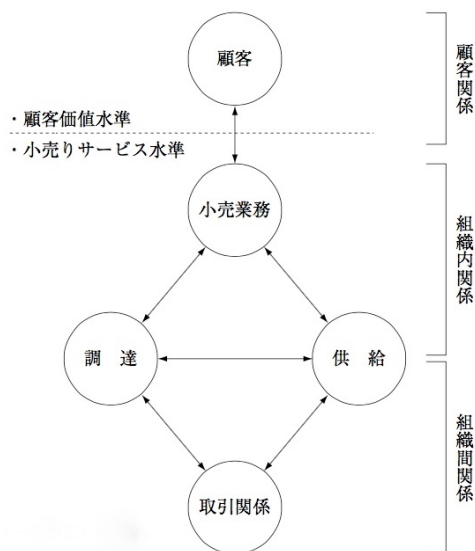 顧客
顧客関係
・顧客価値水準
・小売りサービス水準
小売業務
組織内関係
調 達
供 給
組織間関係
取引関係